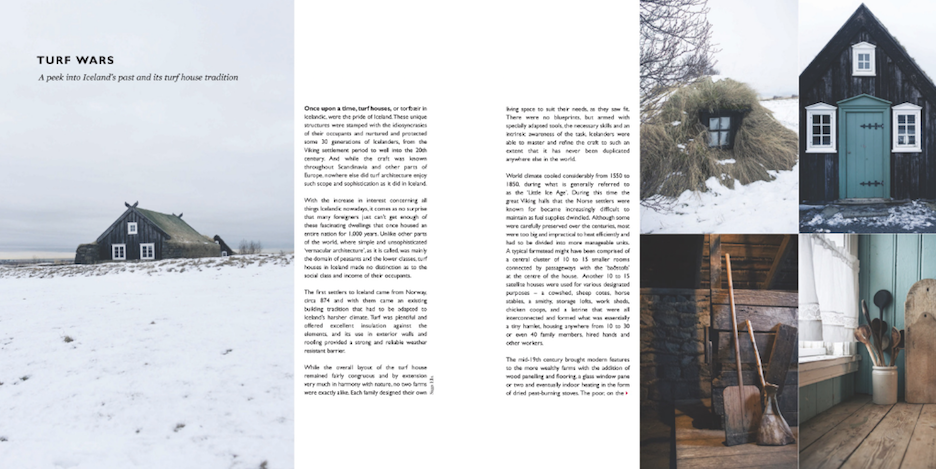 TURF WARS
A peek into Iceland's past and its turf house tradition
Once upon a time, turf houses, or torfbæir in
Icelandic, were the pride of Iceland. These unique
structures were stamped with the idiosyncrasies
of their occupants and nurtured and protected
some 30 generations of Icelanders, from the
Viking settlement period to well into the 20th
century. And while the craft was known
throughout Scandinavia and other parts of
Europe, nowhere else did turf architecture enjoy
such scope and sophistication as it did in Iceland.
With the increase in interest concerning all
things Icelandic nowadays, it comes as no surprise
that many foreigners just can't get enough of
these fascinating dwellings that once housed an
entire nation for 1,000 years. Unlike other parts
of the world, where simple and unsophisticated
'vernacular architecture', as it is called, was mainly
the domain of peasants and the lower classes, turf
houses in Iceland made no distinction as to the
social class and income of their occupants.
The first settlers to Iceland came from Norway,
circa 874 and with them came an existing
building tradition that had to be adapted to
Iceland's harsher climate. Turf was plentiful and
offered excellent insulation against the
elements, and its use in exterior walls and
roofing provided a strong and reliable weather
resistant barrier.
While the overall layout of the turf house
remained fairly congruous and by extension
very much in harmony with nature, no two farms
were exactly alike. Each family designed their own
living space to suit their needs, as they saw fit.
There were no blueprints, but armed with
specially adapted tools, the necessary skills and an
intrinsic awareness of the task, Icelanders were
able to master and refine the craft to such an
extent that it has never been duplicated
anywhere else in the world.
World climate cooled considerably from 1550 to
1850, during what is generally referred to
as the 'Little Ice Age'. During this time the
great Viking halls that the Norse settlers were
known for became increasingly difficult to
maintain as fuel supplies dwindled. Although some
were carefully preserved over the centuries, most
were too big and impractical to heat efficiently and
had to be divided into more manageable units.
A typical farmstead might have been comprised of
a central cluster of 10 to 15 smaller rooms
connected by passageways with the 'baðstofa'
at the centre of the house. Another 10 to 15
satellite houses were used for various designated
purposes – a cowshed, sheep cotes, horse
stables, a smithy, storage lofts, work sheds,
chicken coops, and a latrine that were all
interconnected and formed what was essentially
a tiny hamlet, housing anywhere from 10 to 30
or even 40 family members, hired hands and
other workers.
The mid-19th century brought modern features
to the more wealthy farms with the addition of
wood panelling and flooring, a glass window pane
or two and eventually indoor heating in the form
of dried peat-burning stoves. The poor, on the